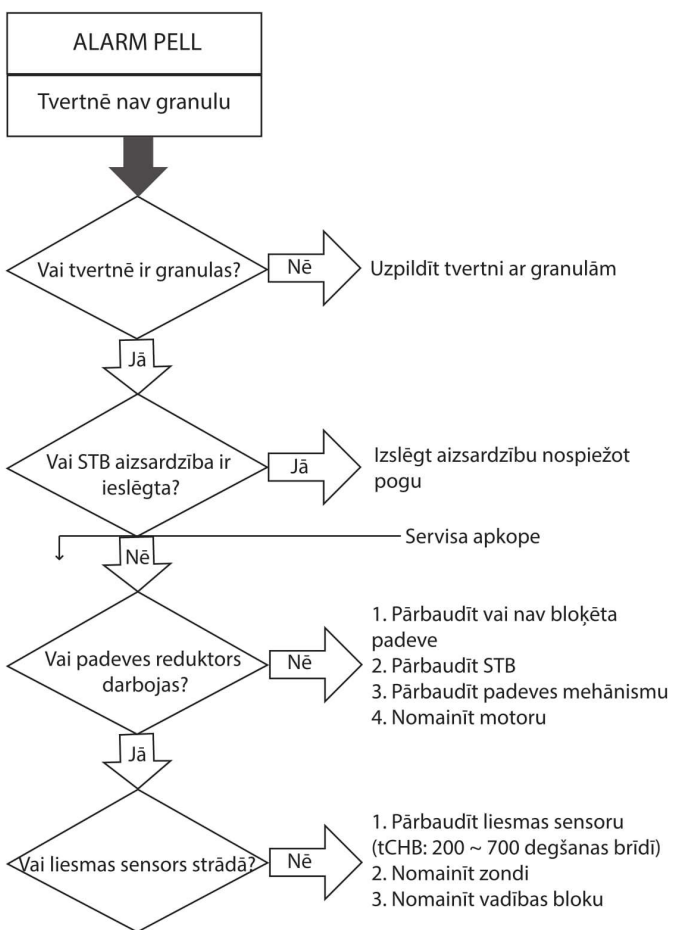 ALARM PELL
Tvertnē nav granulu
Vai tvertnē ir granulas?
Nē
Uzpildīt tvertni ar granulām
Jā
Vai STB aizsardzība ir
ieslēgta?
Jā
Izslēgt aizsardzību nospiežot
pogu
Servisa apkope
Nē
Vai padeves reduktors
darbojas?
Nē
1. Pārbaudīt vai nav bloķēta
padeve
2. Pārbaudīt STB
3. Pārbaudīt padeves mehānismu
4. Nomainīt motoru
Jā
Vai liesmas sensors strādā?
Nē
1. Pārbaudīt liesmas sensoru
(tCHB: 200 ~ 700 degšanas brīdī)
2. Nomainīt zondi
3. Nomainīt vadības bloku